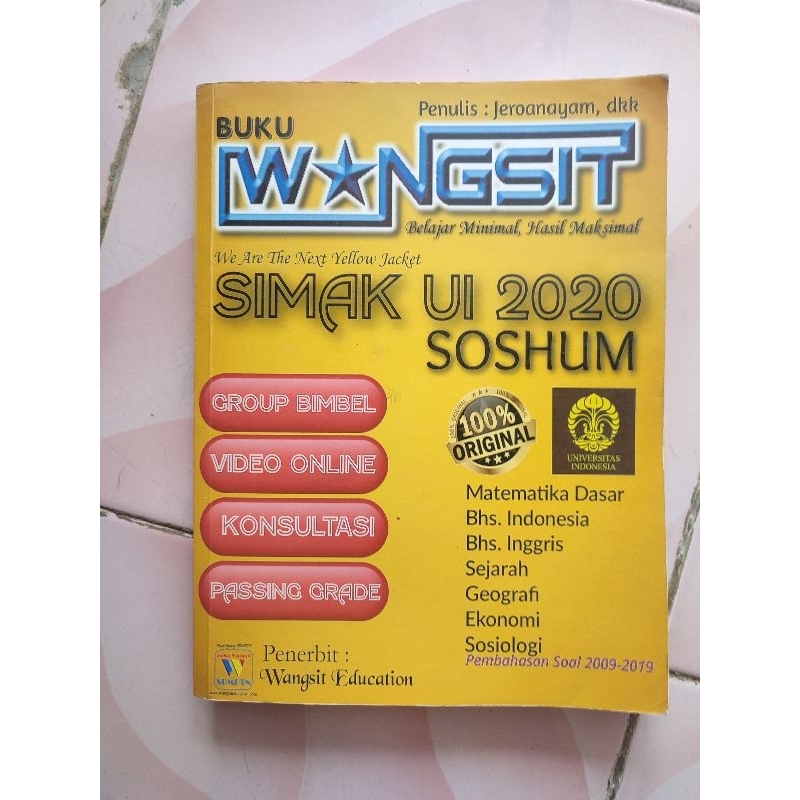 Penulis : Jeroanayam, dkk
BUKU
WANGSIT
Belajar Minimal, Hasil Maksimal
We Are The Next Yellow Jacket
SIMAK UI 2020
SOSHUM
GROUP BIMBEL
VIDEO ONLINE
KONSULTASI
PASSING GRADE
100%
ORIGINAL
UNIVERSITAS
INDONESIA
Matematika Dasar
Bhs. Indonesia
Bhs. Inggris
Sejarah
Geografi
Ekonomi
Sosiologi
Pembahasan Soal 2009-2019
Penerbit :
Wangsit Education